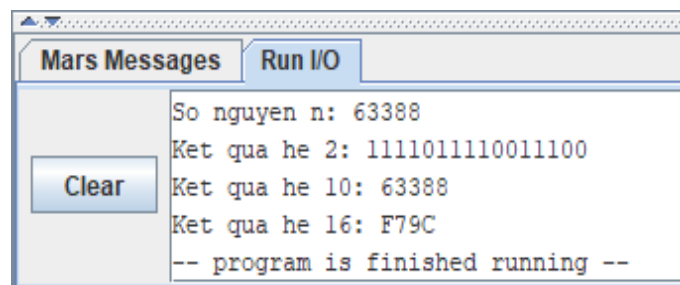 Mars Messages Run I/O
So nguyen n: 63388
Ket qua he 2: 1111011110011100
Clear
Ket qua he 10: 63388
Ket qua he 16: F79C
-- program is finished running --